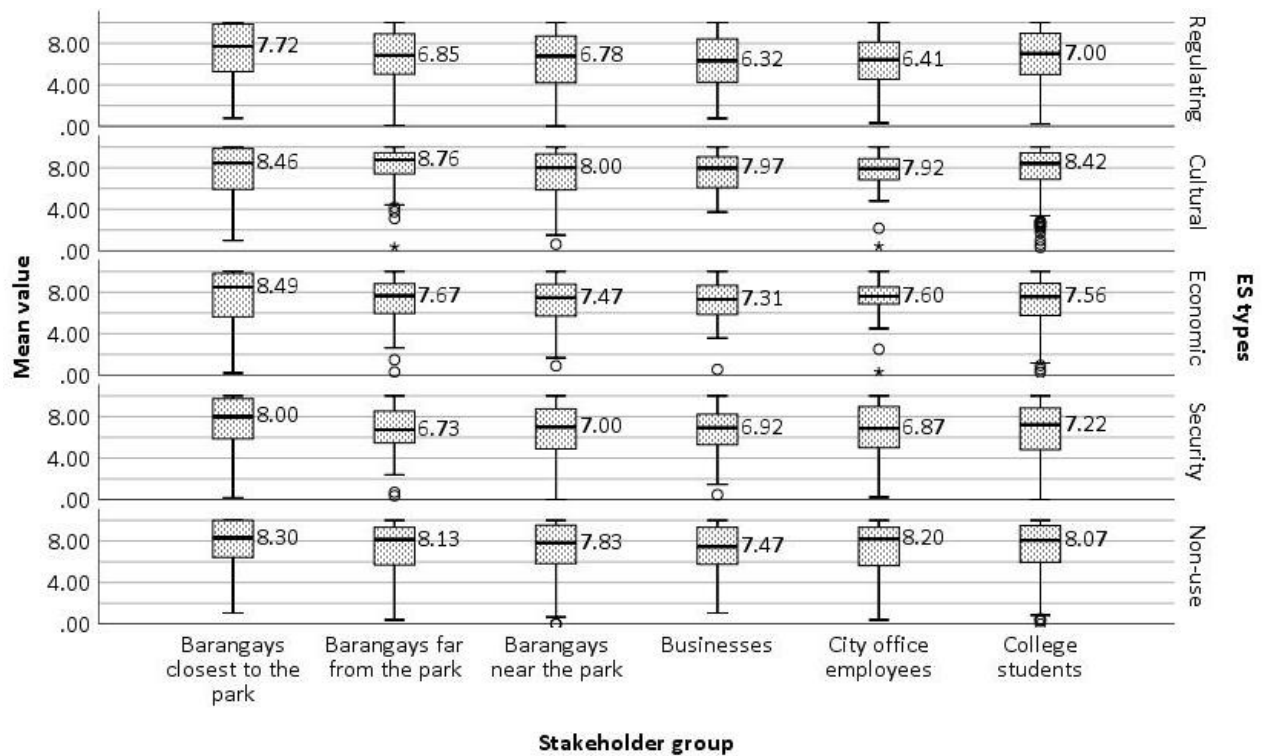 8.00
4.00
.00
7.72
6.85
6.78
6.32
6.41
7.00
Regulating
8.00
4.00
.00
8.46
8.76
8.00
7.97
7.92
8.42
Cultural
8.00
4.00
.00
8.49
7.67
7.47
7.31
7.60
7.56
Economic
8.00
4.00
.00
8.00
6.73
7.00
6.92
6.87
7.22
Security
8.00
4.00
.00
8.30
8.13
7.83
7.47
8.20
8.07
Non-use
Mean value
ES types
Barangays
closest to the
park
Barangays far
from the park
Barangays
near the park
Businesses
City office
employees
College
students
Stakeholder group